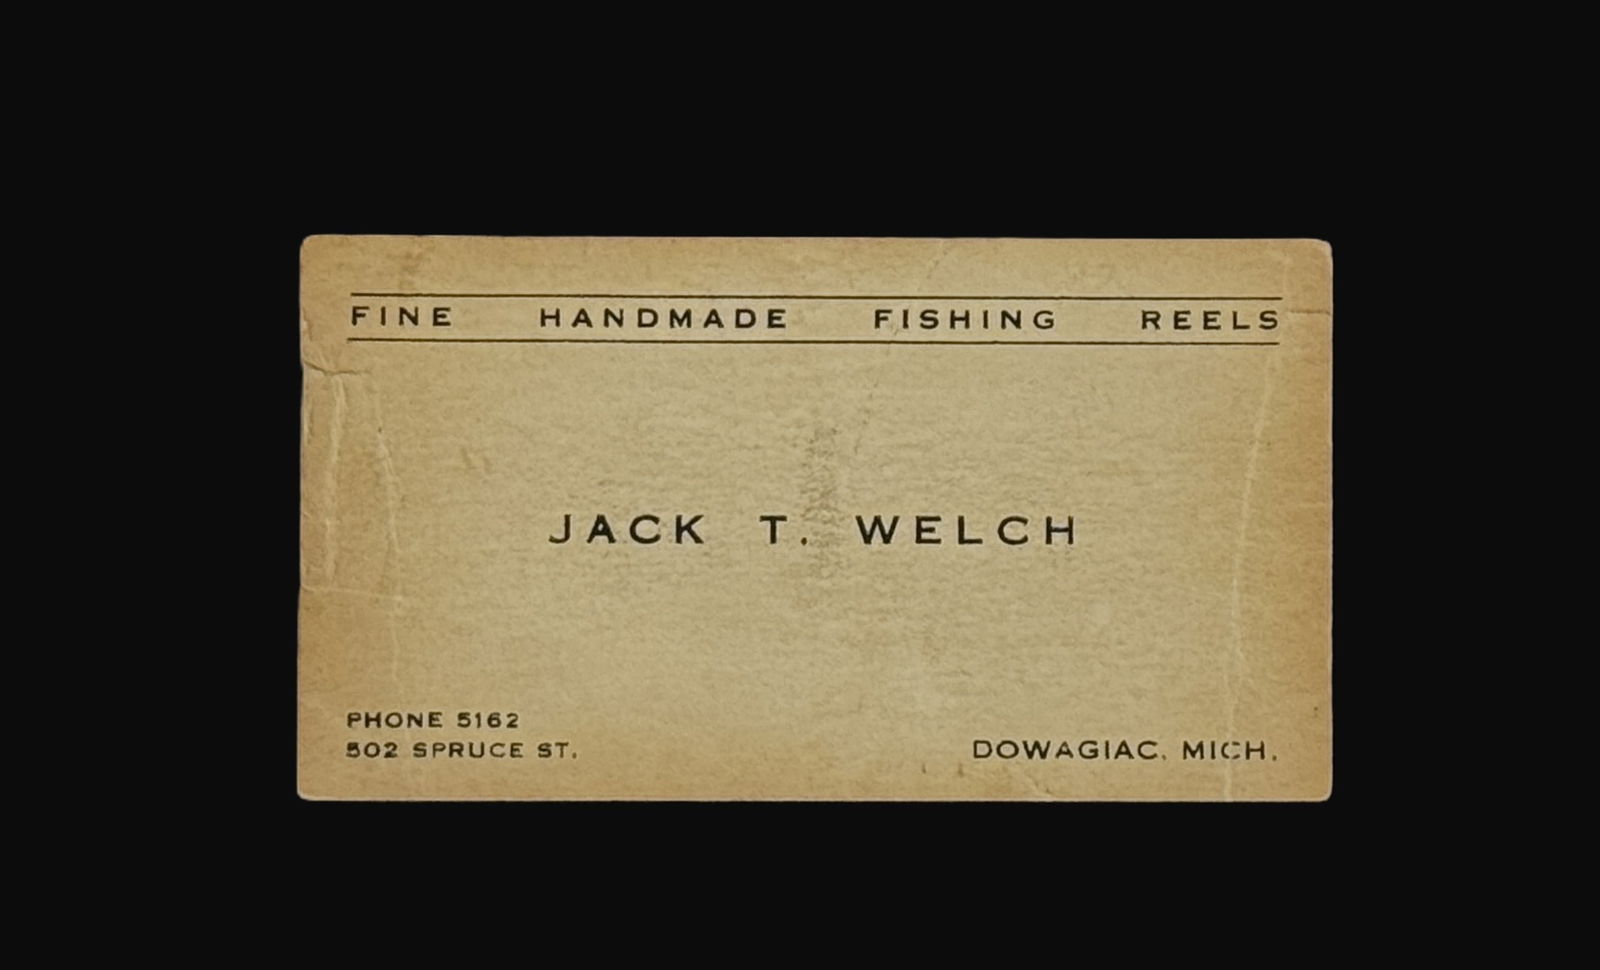 FINE HANDMADE FISHING REELS
JACK T. WELCH
PHONE 5162
502 SPRUCE ST.
DOWAGIAC, MICH.